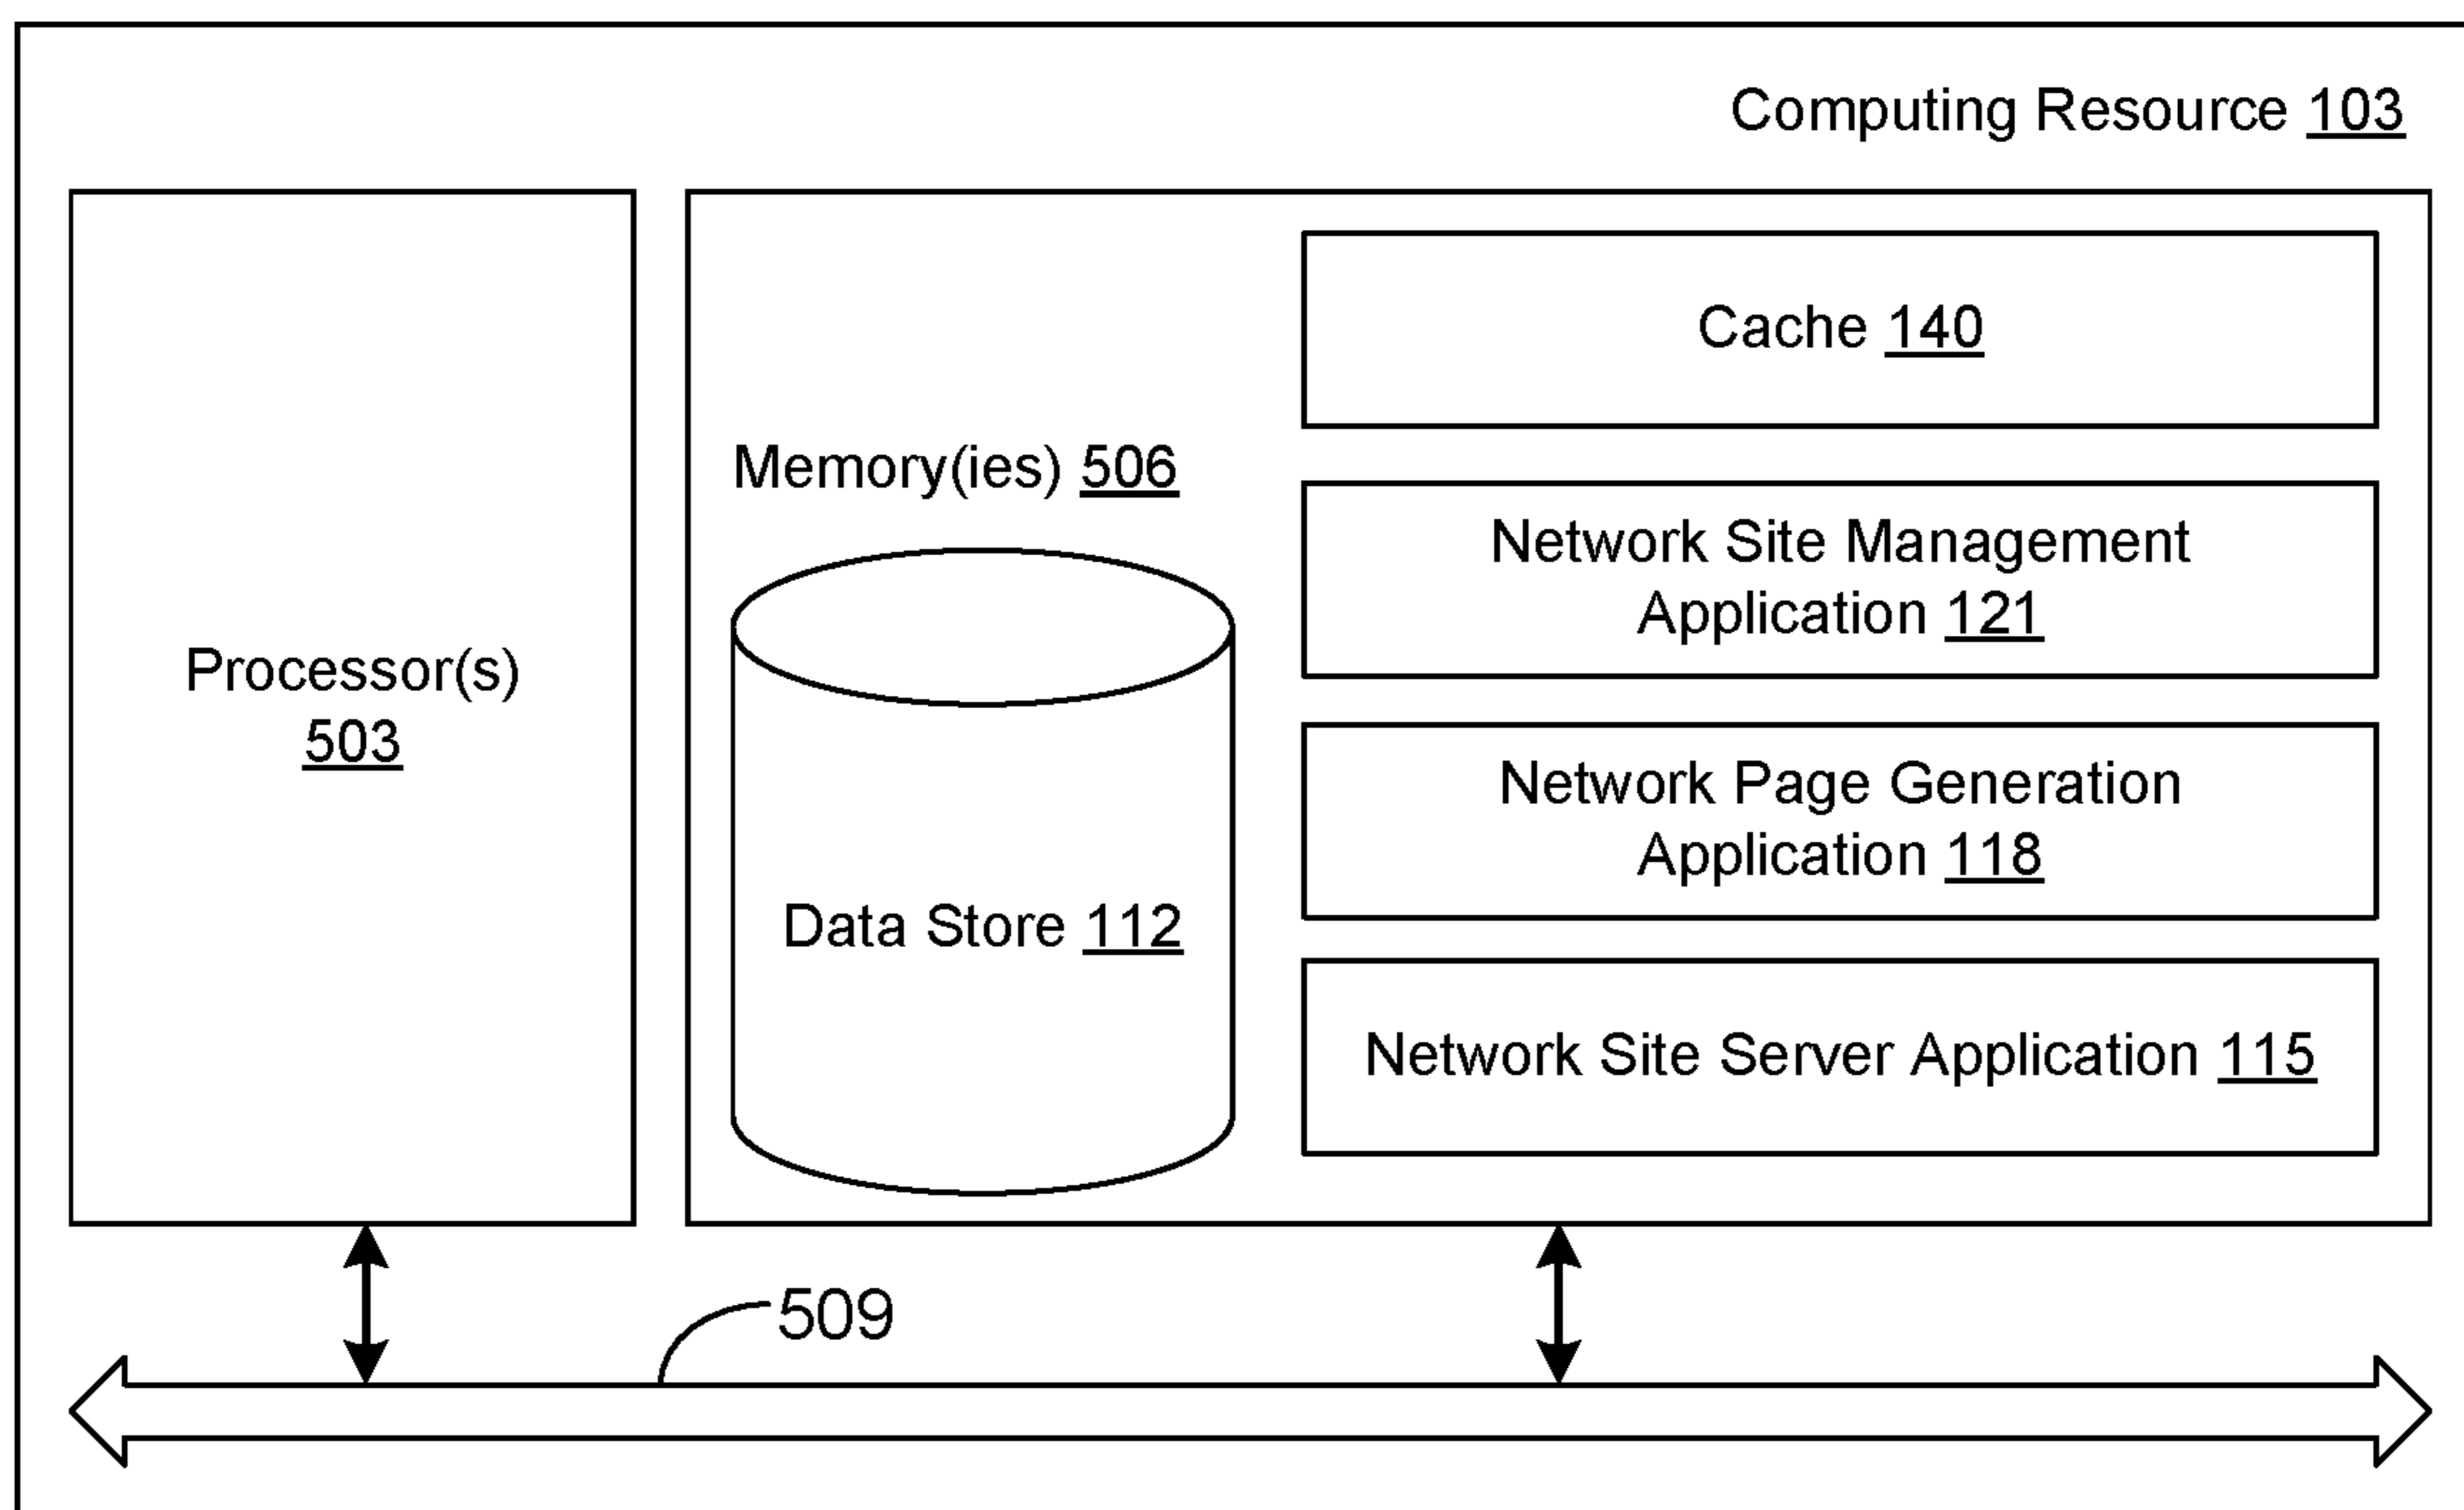 Computing Resource 103
Processor(s)
503
Memory(ies) 506
Data Store 112
Cache 140
Network Site Management
Application 121
Network Page Generation
Application 118
Network Site Server Application 115
509